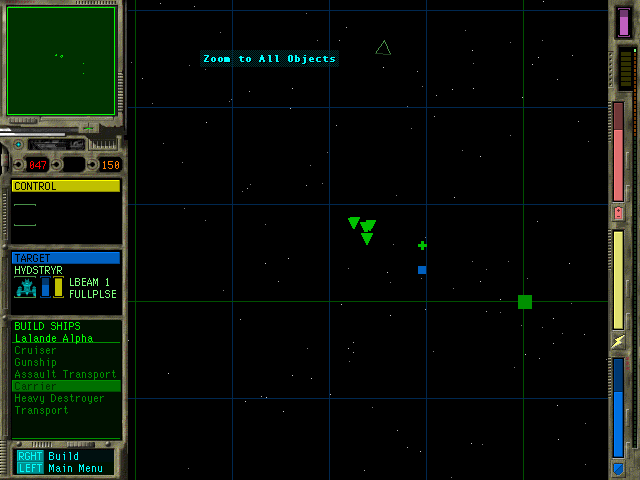 Zoom to All Objects
047
150
CONTROL
TARGET
HVDSTRYR
LBEAM 1
FULLPLSE
BUILD SHIPS
Lalande Alpha
Cruiser
Gunship
Assault Transport
Carrier
Heavy Destroyer
Transport
RGHT Build
LEFT Main Menu